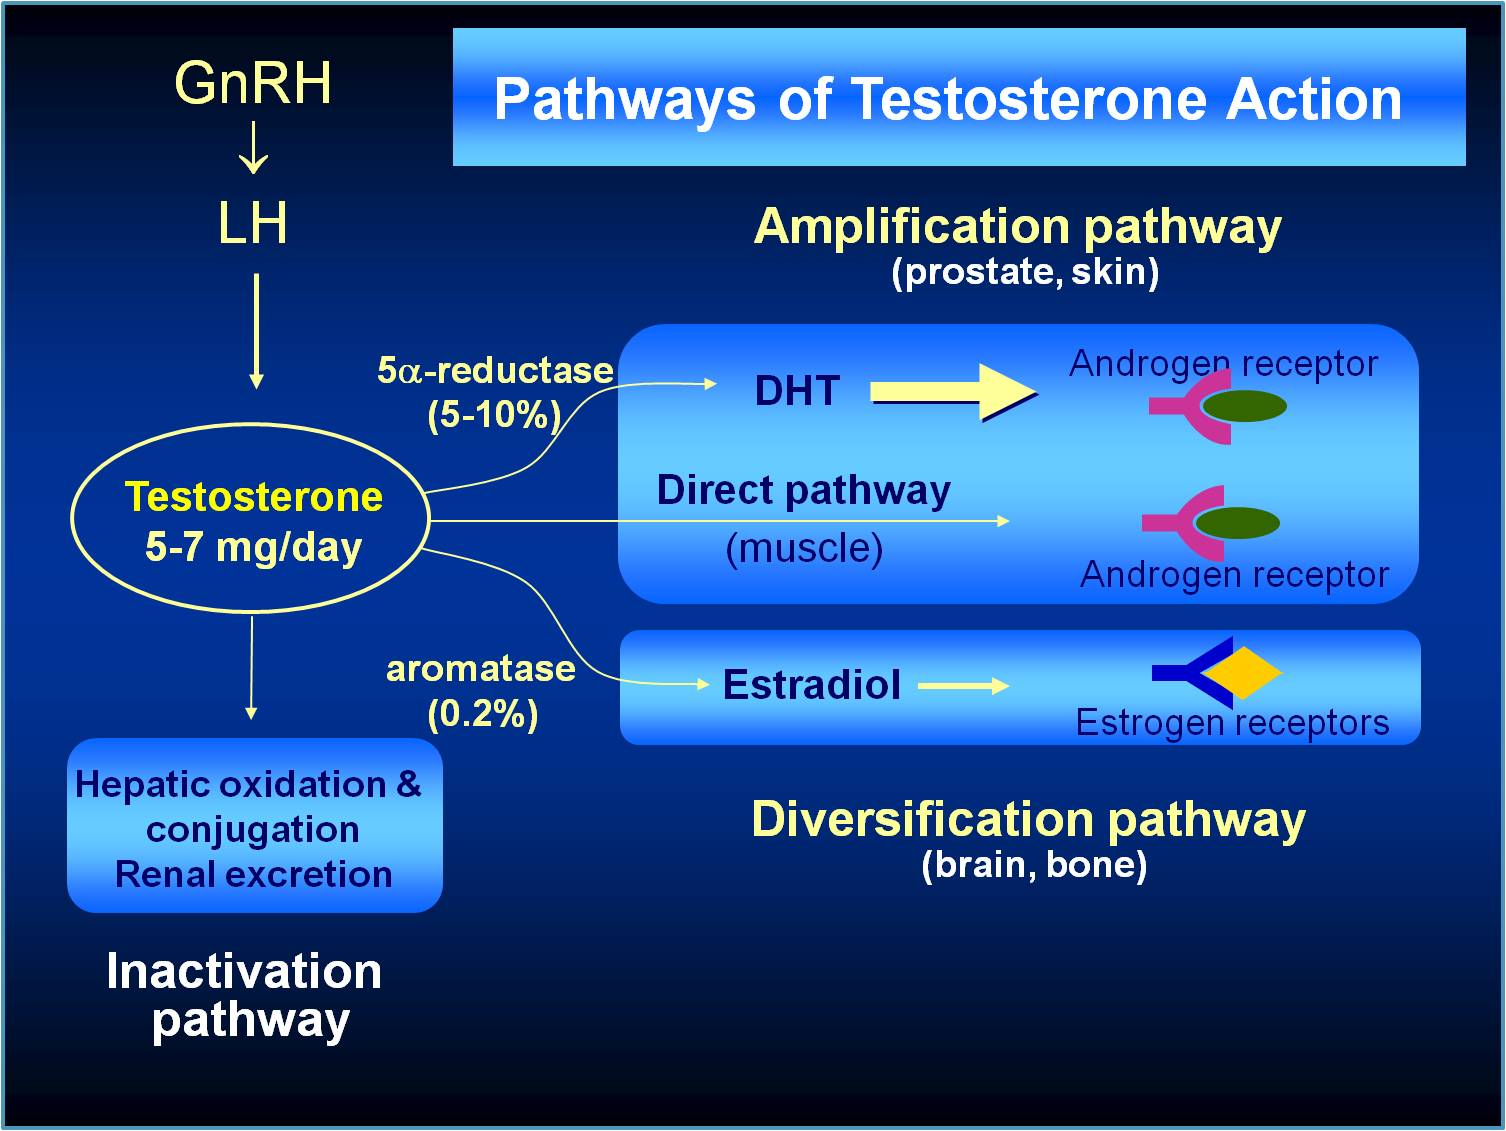 GnRH
↓
LH
Pathways of Testosterone Action
Amplification pathway
(prostate, skin)
5α-reductase
(5-10%)
DHT
Androgen receptor
Testosterone
5-7 mg/day
Direct pathway
(muscle)
Androgen receptor
aromatase
(0.2%)
Estradiol
Estrogen receptors
Diversification pathway
(brain, bone)
Hepatic oxidation &
conjugation
Renal excretion
Inactivation
pathway